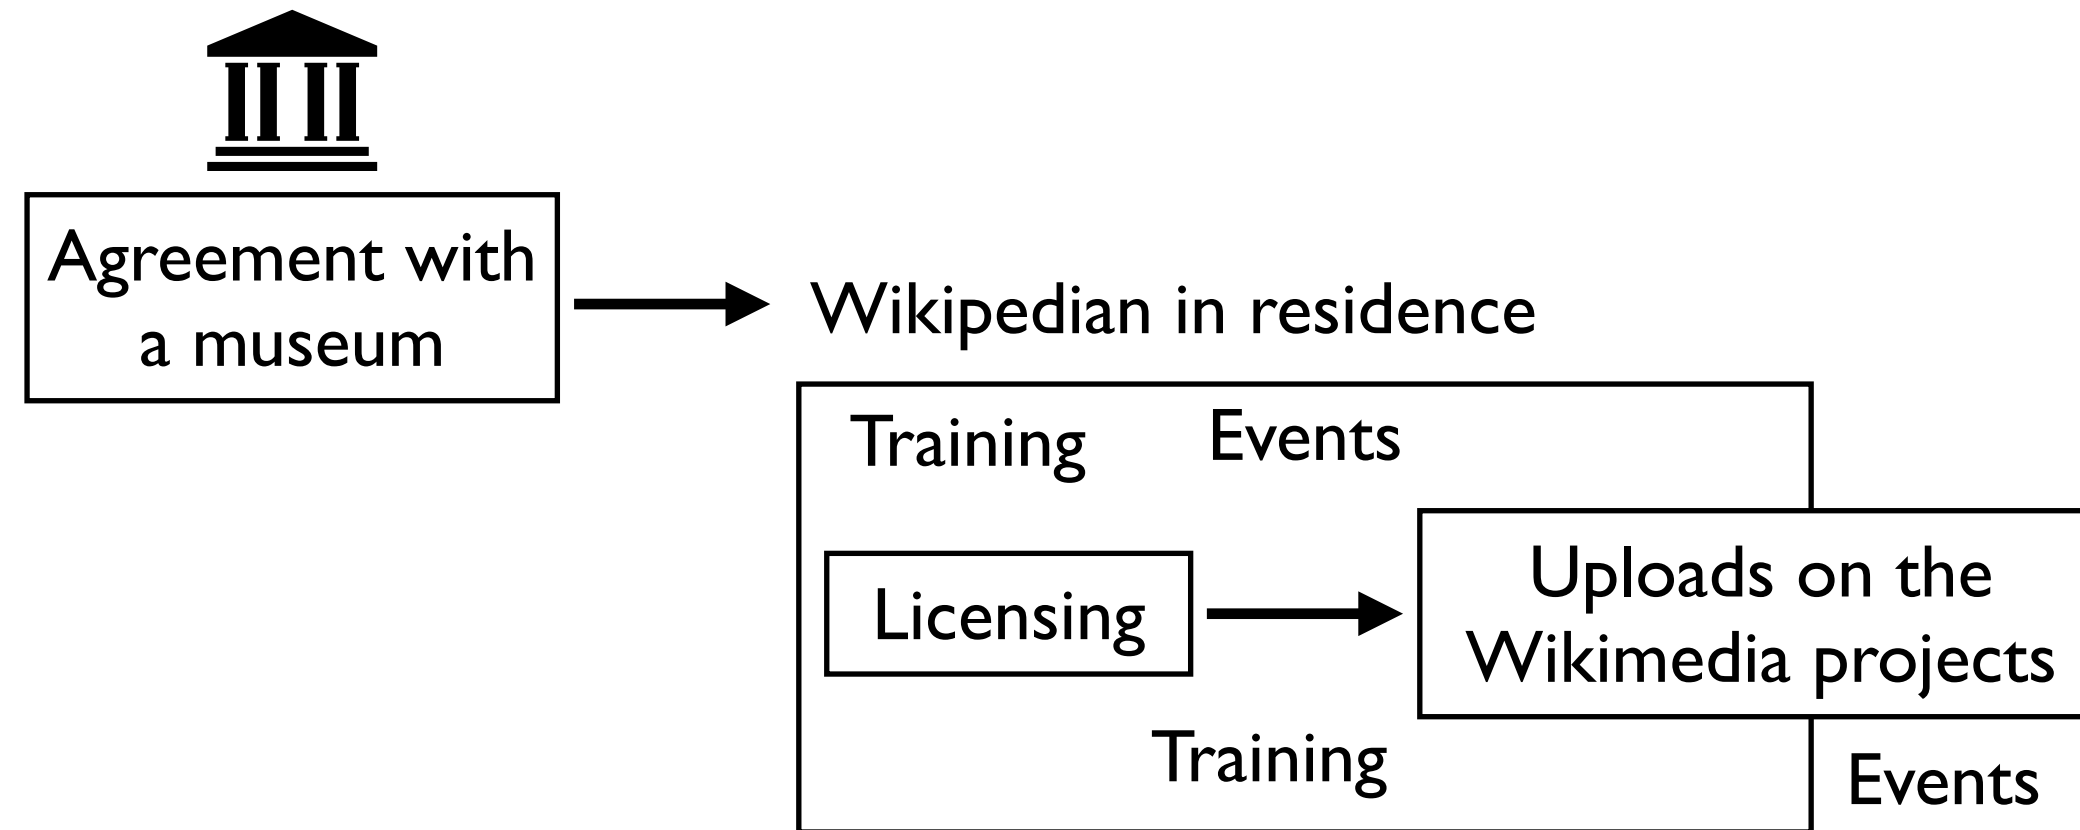 Agreement with
a museum
Wikipedian in residence
Training
Events
Licensing
Uploads on the
Wikimedia projects
Training
Events